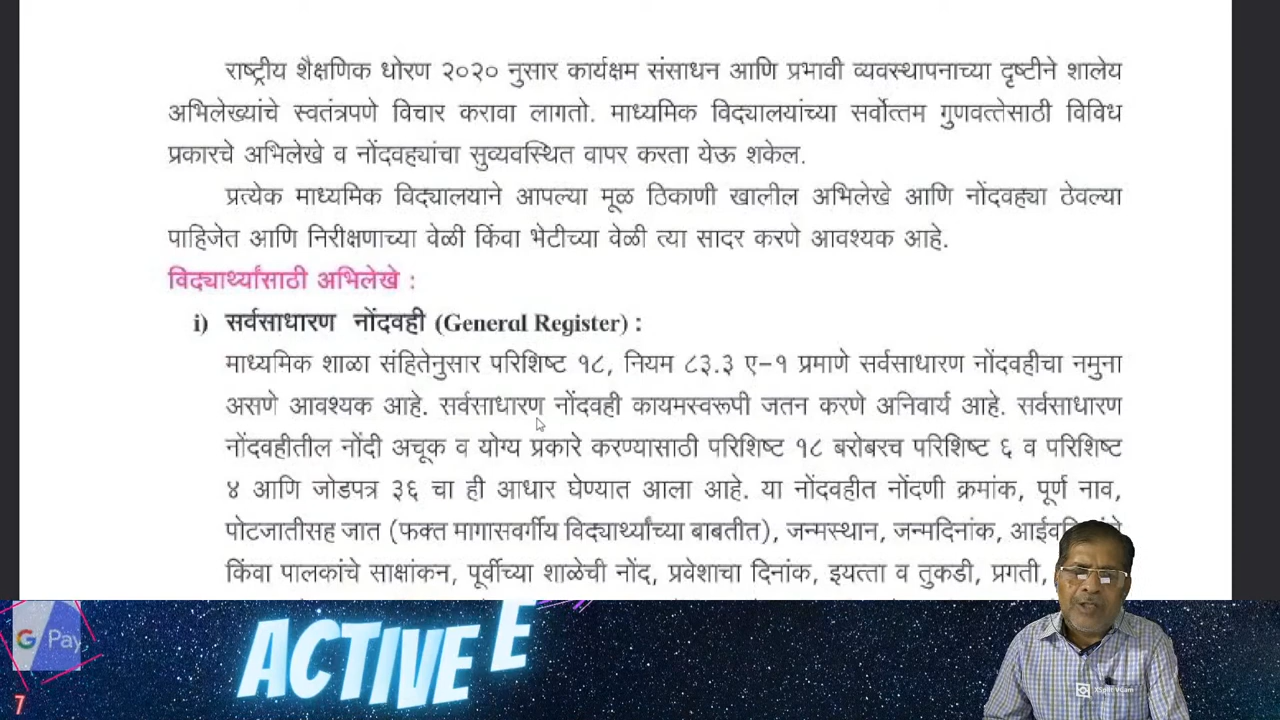 राष्ट्रीय शैक्षणिक धोरण २०२० नुसार कार्यक्षम संसाधन आणि प्रभावी व्यवस्थापनाच्या दृष्टीने शालेय
अभिलेख्यांचे स्वतंत्रपणे विचार करावा लागतो. माध्यमिक विद्यालयांच्या सर्वोत्तम गुणवत्तेसाठी विविध
प्रकारचे अभिलेखे व नोंदवह्यांचा सुव्यवस्थित वापर करता येऊ शकेल.
प्रत्येक माध्यमिक विद्यालयाने आपल्या मूळ ठिकाणी खालील अभिलेखे आणि नोंदवह्या ठेवल्या
पाहिजेत आणि निरीक्षणाच्या वेळी किंवा भेटीच्या वेळी त्या सादर करणे आवश्यक आहे.
विद्यार्थ्यांसाठी अभिलेखे :
i) सर्वसाधारण नोंदवही (General Register) :
माध्यमिक शाळा संहितेनुसार परिशिष्ट १८, नियम ८३.३ ए-१ प्रमाणे सर्वसाधारण नोंदवहीचा नमुना
असणे आवश्यक आहे. सर्वसाधारण नोंदवही कायमस्वरूपी जतन करणे अनिवार्य आहे. सर्वसाधारण
नोंदवहीतील नोंदी अचूक व योग्य प्रकारे करण्यासाठी परिशिष्ट १८ बरोबरच परिशिष्ट ६ व परिशिष्ट
४ आणि जोडपत्र ३६ चा ही आधार घेण्यात आला आहे. या नोंदवहीत नोंदणी क्रमांक, पूर्ण नाव,
पोटजातीसह जात (फक्त मागासवर्गीय विद्यार्थ्यांच्या बाबतीत), जन्मस्थान, जन्मदिनांक,
किंवा पालकांचे साक्षांकन, पूर्वीच्या शाळेची नोंद, प्रवेशाचा दिनांक, इयत्ता व तुकडी, प्रगती,
G Pay
ACTIVE E
7
XSplit VCam